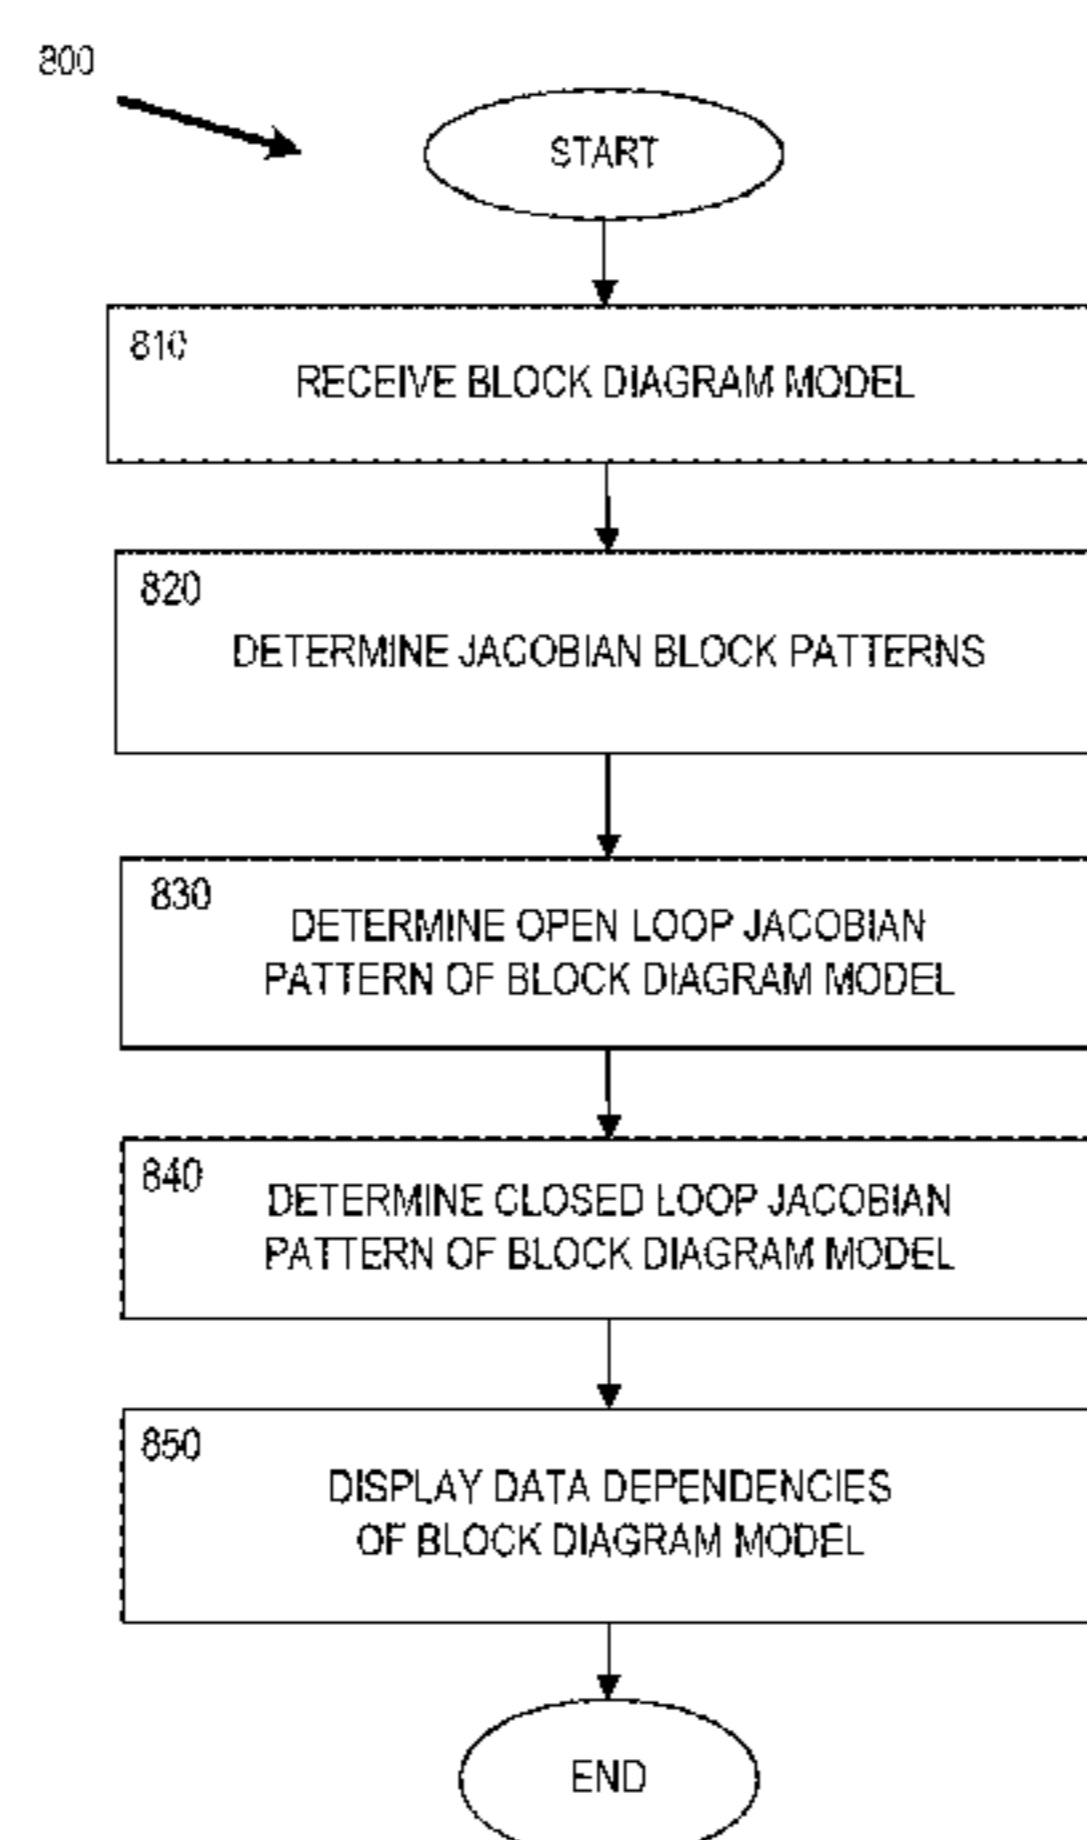 800
START
810
RECEIVE BLOCK DIAGRAM MODEL
820
DETERMINE JACOBIAN BLOCK PATTERNS
830
DETERMINE OPEN LOOP JACOBIAN
PATTERN OF BLOCK DIAGRAM MODEL
840
DETERMINE CLOSED LOOP JACOBIAN
PATTERN OF BLOCK DIAGRAM MODEL
850
DISPLAY DATA DEPENDENCIES
OF BLOCK DIAGRAM MODEL
END